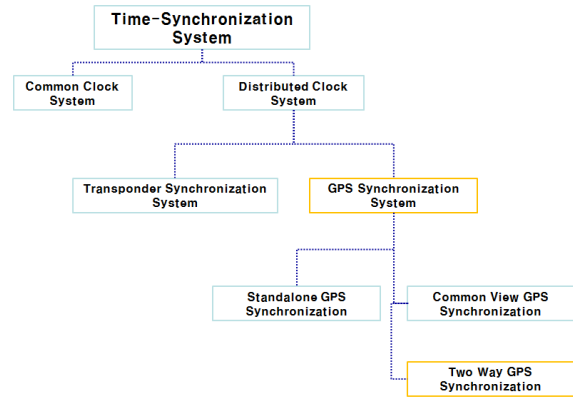 Time-Synchronization
System
Common Clock
System
Distributed Clock
System
Transponder Synchronization
System
GPS Synchronization
System
Standalone GPS
Synchronization
Common View GPS
Synchronization
Two Way GPS
Synchronization